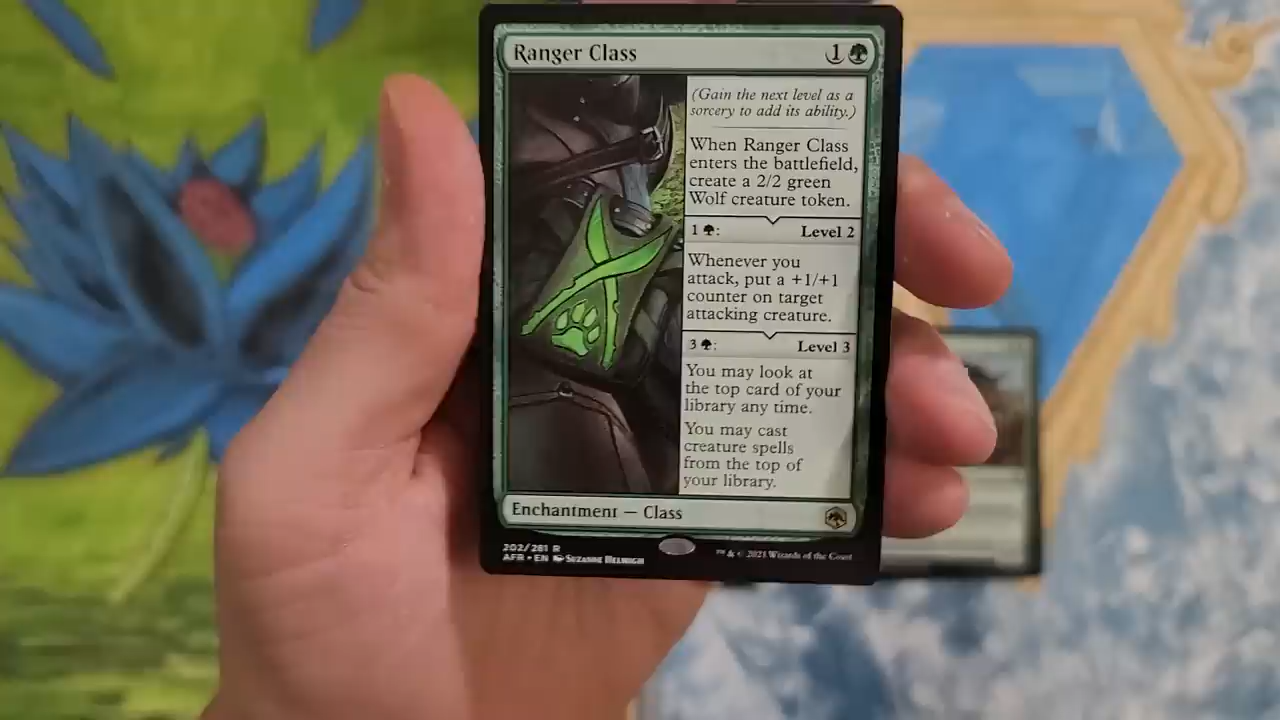 Ranger Class 1
(Gain the next level as a
sorcery to add its ability.)
When Ranger Class
enters the battlefield,
create a 2/2 green
Wolf creature token.
1 : Level 2
Whenever you
attack, put a +1/+1
counter on target
attacking creature.
3 : Level 3
You may look at
the top card of your
library any time.
You may cast
creature spells
from the top of
your library.
Enchantment — Class
202/281 R
AFR • EN Suzanne Helmigh
™ & © 2021 Wizards of the Coast